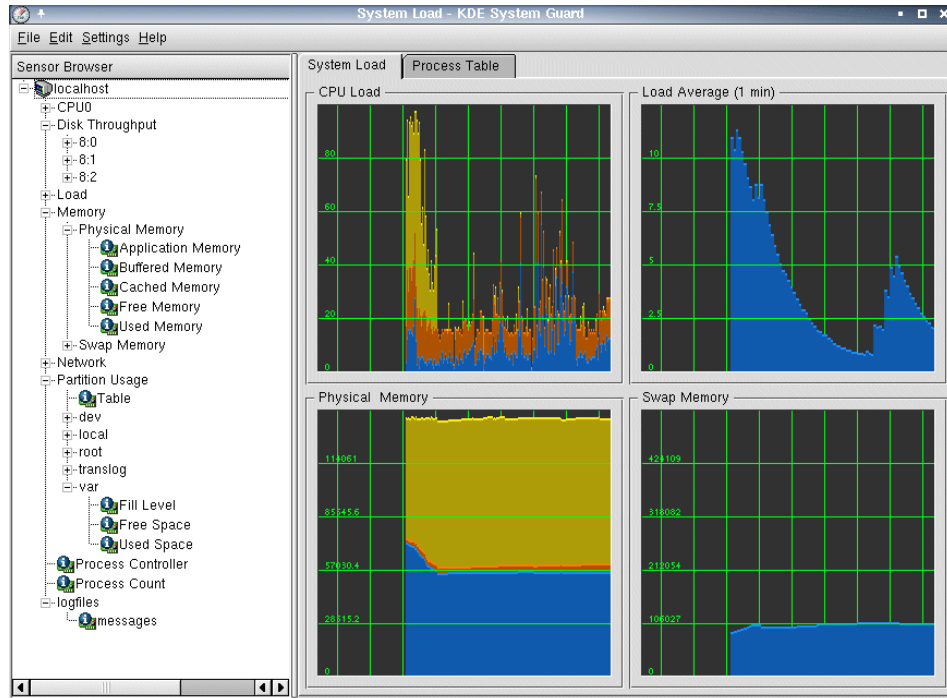 System Load - KDE System Guard
File Edit Settings Help
Sensor Browser
localhost
CPU0
Disk Throughput
8:0
8:1
8:2
Load
Memory
Physical Memory
Application Memory
Buffered Memory
Cached Memory
Free Memory
Used Memory
Swap Memory
Network
Partition Usage
Table
dev
local
root
translog
var
Fill Level
Free Space
Used Space
Process Controller
Process Count
logfiles
messages
System Load
Process Table
CPU Load
80
60
40
20
0
Load Average (1 min)
10
7.5
5
2.5
0
Physical Memory
114061
85545.6
57030.4
28515.2
0
Swap Memory
424109
318082
212054
106027
0